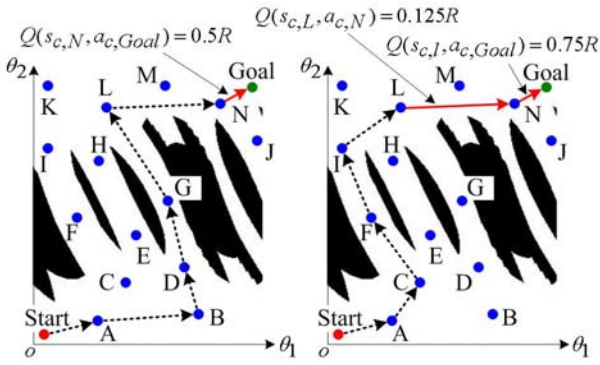 Q(s_{c,L}, a_{c,N}) = 0.125R
Q(s_{c,N}, a_{c,Goal}) = 0.5R
Q(s_{c,l}, a_{c,Goal}) = 0.75R
θ2
Goal
M
L
K
N
H
I
J
G
F
E
C
D
Start
A
B
o
θ1
θ2
Goal
M
L
K
N
H
I
J
G
F
E
C
D
Start
A
B
o
θ1